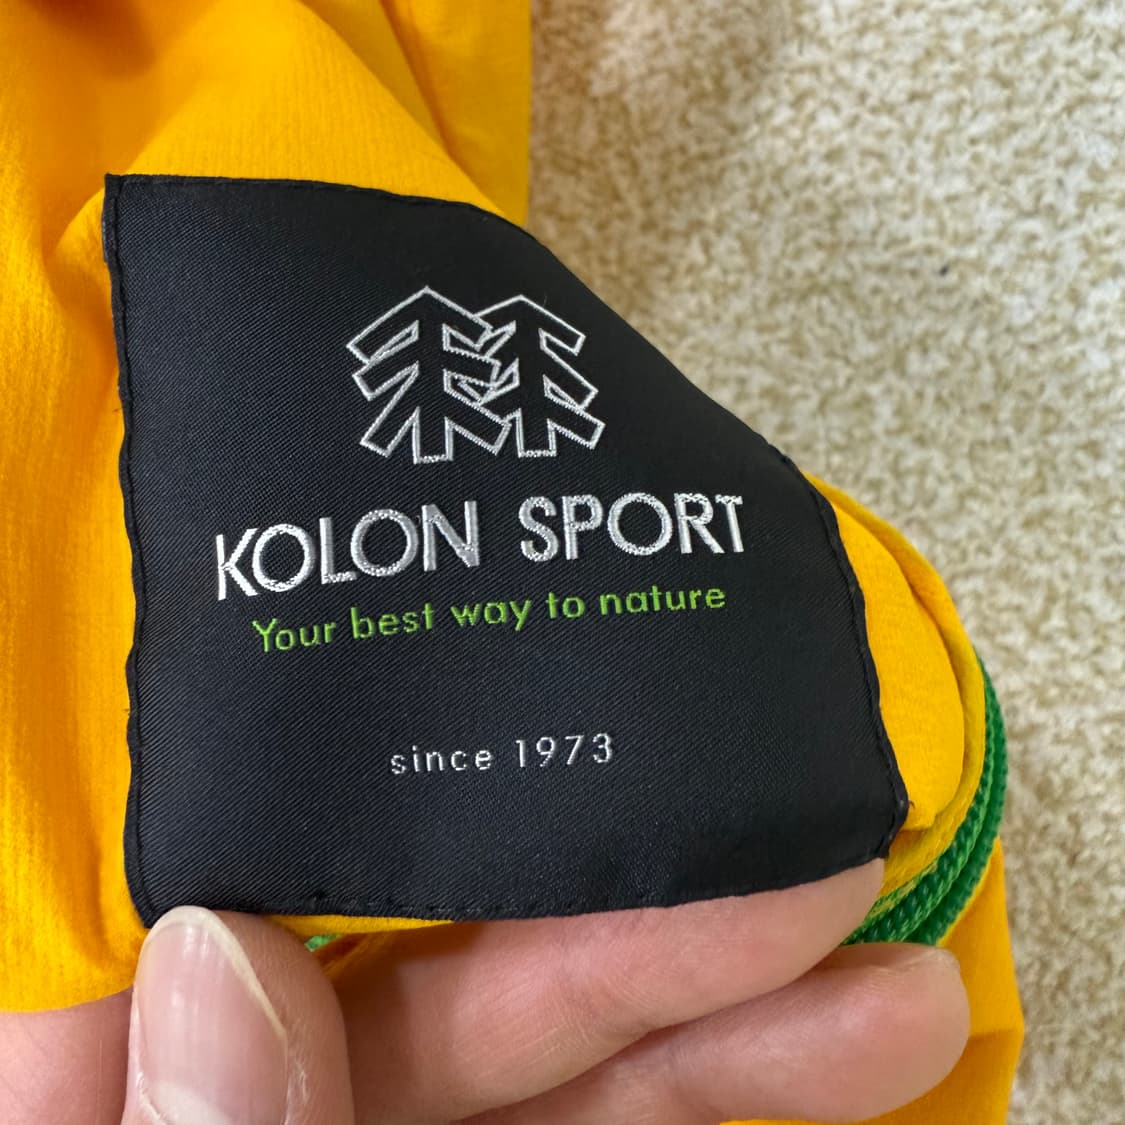 KOLON SPORT
Your best way to nature
since 1973